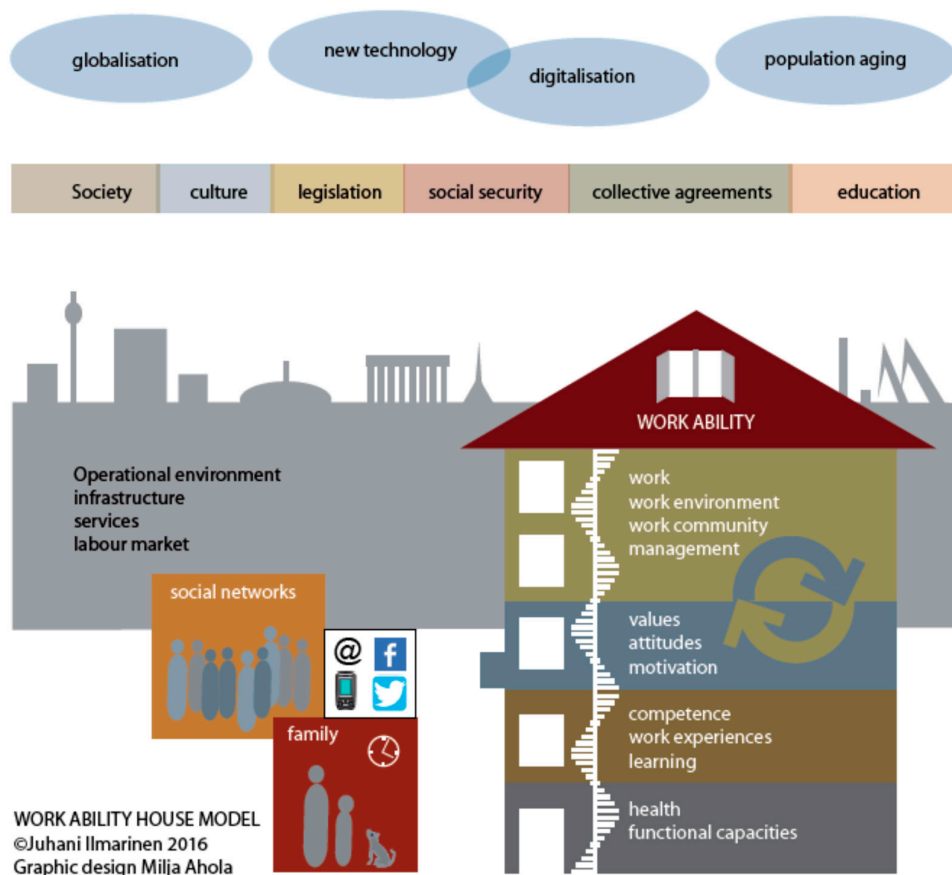 globalisation
new technology
digitalisation
population aging
Society
culture
legislation
social security
collective agreements
education
WORK ABILITY
Operational environment
infrastructure
services
labour market
work
work environment
work community
management
social networks
values
attitudes
motivation
@
f
family
competence
work experiences
learning
health
functional capacities
WORK ABILITY HOUSE MODEL
©Juhani Ilmarinen 2016
Graphic design Milja Ahola